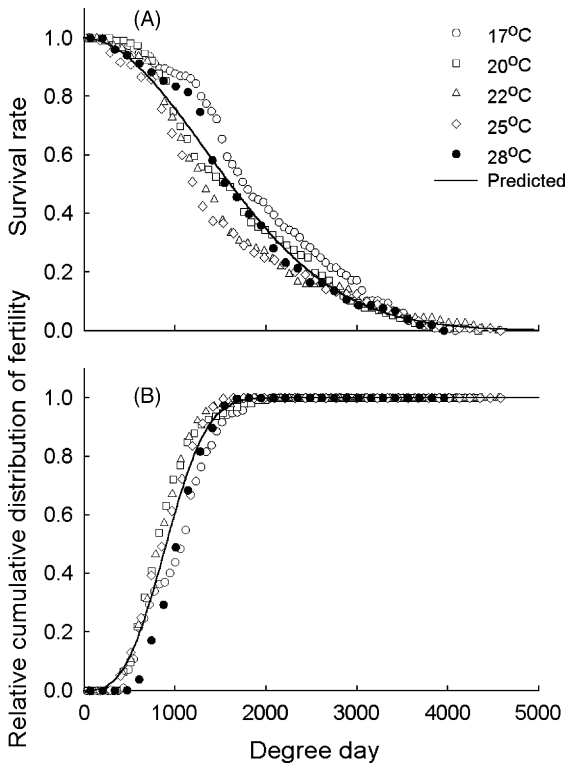 (A)
17°C
20°C
22°C
25°C
28°C
Predicted
Survival rate
1.0
0.8
0.6
0.4
0.2
0.0
(B)
Relative cumulative distribution of fertility
1.0
0.8
0.6
0.4
0.2
0.0
0 1000 2000 3000 4000 5000
Degree day